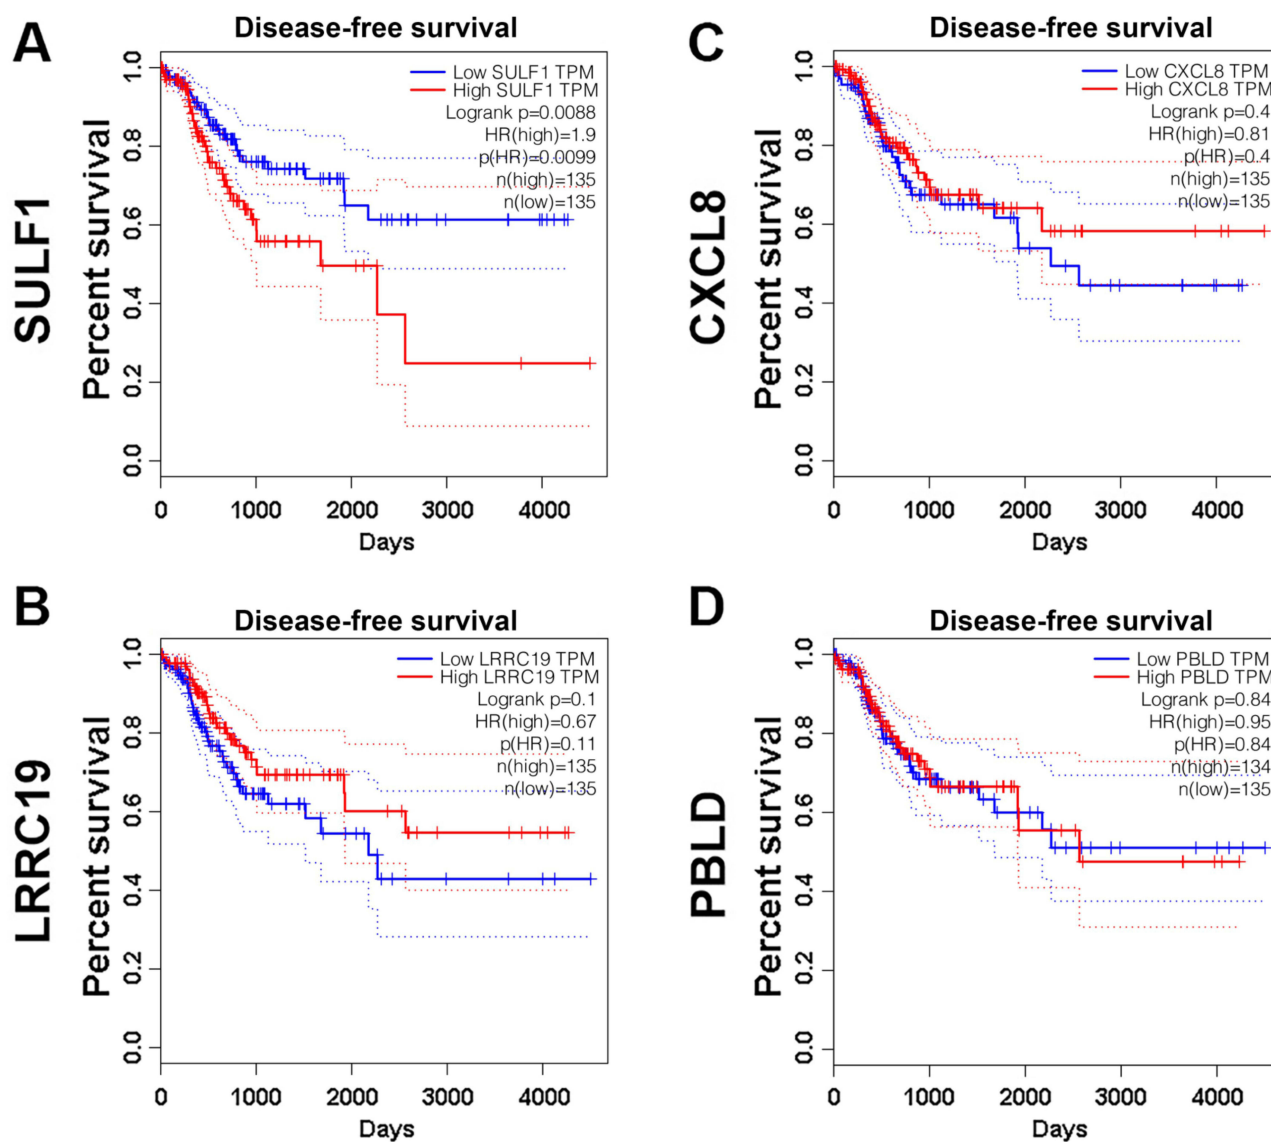 A
SULF1
Disease-free survival
Low SULF1 TPM
High SULF1 TPM
Logrank p=0.0088
HR(high)=1.9
p(HR)=0.0099
n(high)=135
n(low)=135
Percent survival
1.0
0.8
0.6
0.4
0.2
0.0
0 1000 2000 3000 4000
Days
C
CXCL8
Disease-free survival
Low CXCL8 TPM
High CXCL8 TPM
Logrank p=0.4
HR(high)=0.81
p(HR)=0.4
n(high)=135
n(low)=135
Percent survival
1.0
0.8
0.6
0.4
0.2
0.0
0 1000 2000 3000 4000
Days
B
LRRC19
Disease-free survival
Low LRRC19 TPM
High LRRC19 TPM
Logrank p=0.1
HR(high)=0.67
p(HR)=0.11
n(high)=135
n(low)=135
Percent survival
1.0
0.8
0.6
0.4
0.2
0.0
0 1000 2000 3000 4000
Days
D
PBLD
Disease-free survival
Low PBLD TPM
High PBLD TPM
Logrank p=0.84
HR(high)=0.95
p(HR)=0.84
n(high)=134
n(low)=135
Percent survival
1.0
0.8
0.6
0.4
0.2
0.0
0 1000 2000 3000 4000
Days